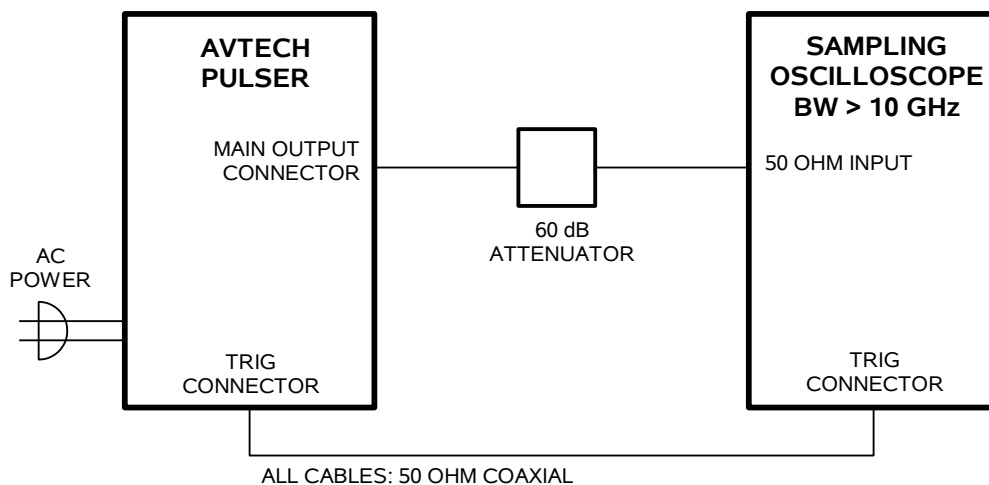 AVTECH
PULSER
MAIN OUTPUT
CONNECTOR
AC
POWER
TRIG
CONNECTOR
60 dB
ATTENUATOR
SAMPLING
OSCILLOSCOPE
BW > 10 GHz
50 OHM INPUT
TRIG
CONNECTOR
ALL CABLES: 50 OHM COAXIAL